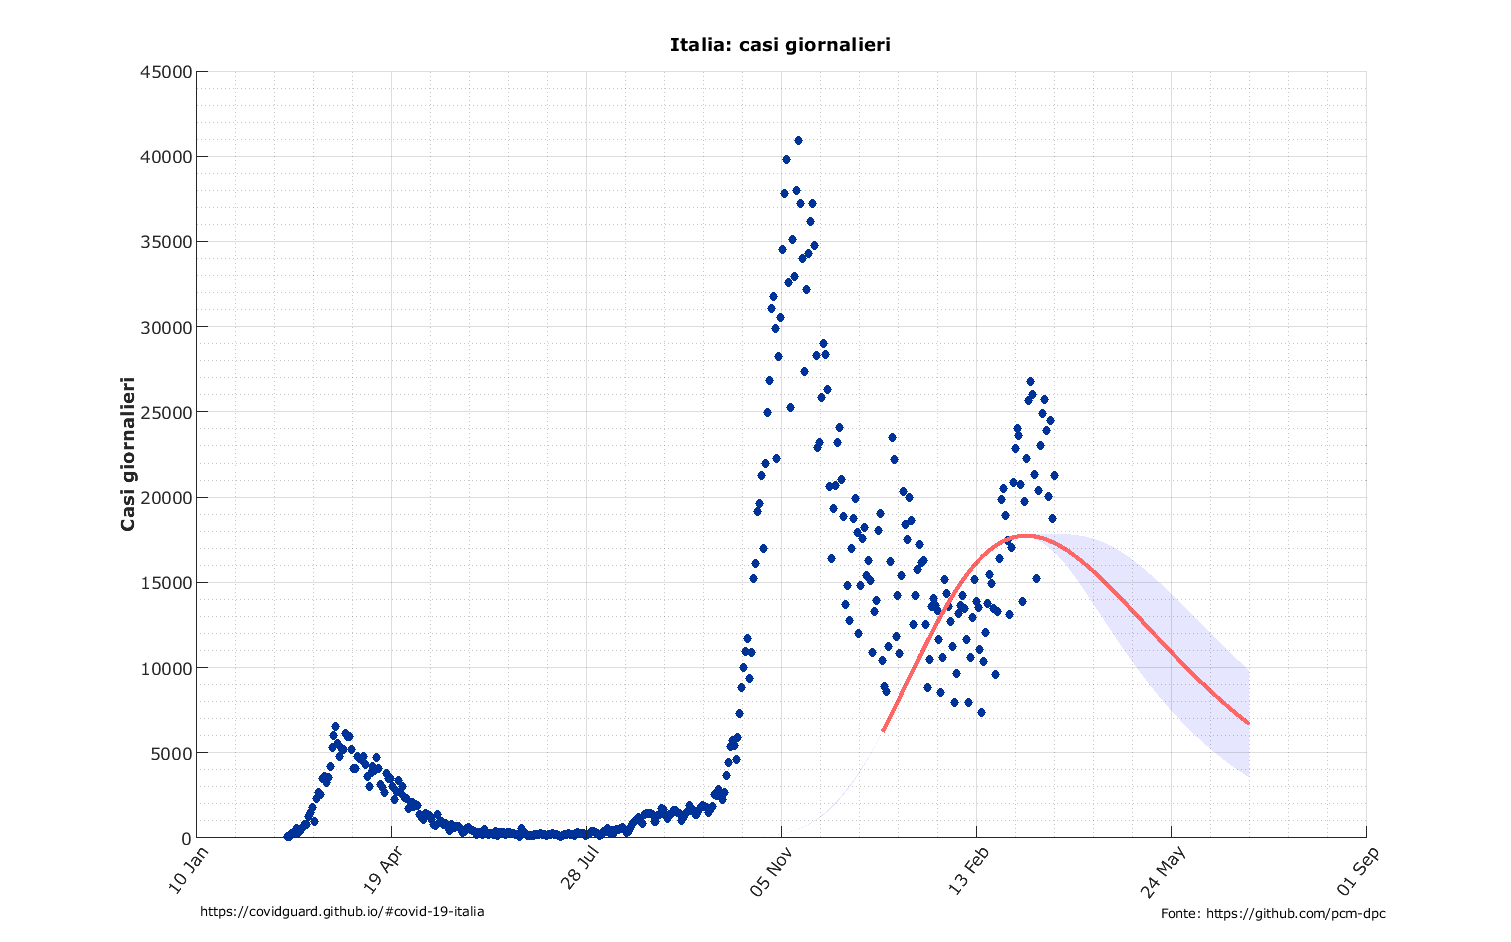 Italia: casi giornalieri
Casi giornalieri
45000
40000
35000
30000
25000
20000
15000
10000
5000
0
10 Jan
19 Apr
28 Jul
05 Nov
13 Feb
24 May
01 Sep
https://covidguard.github.io/#covid-19-italia
Fonte: https://github.com/pcm-dpc